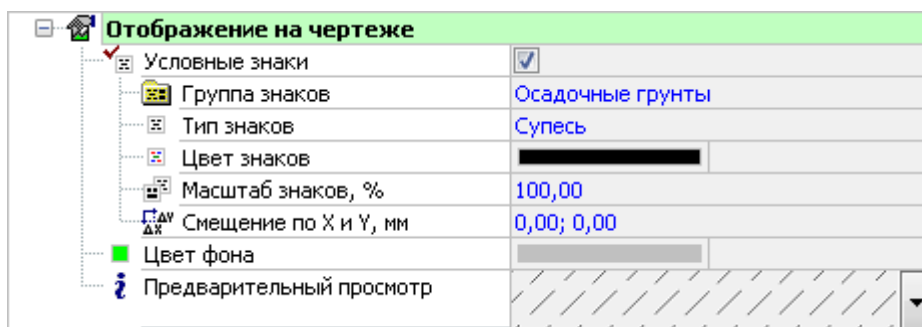 Отображение на чертеже
Условные знаки
Группа знаков Осадочные грунты
Тип знаков Супесь
Цвет знаков
Масштаб знаков, % 100,00
Смещение по X и Y, мм 0,00; 0,00
Цвет фона
Предварительный просмотр